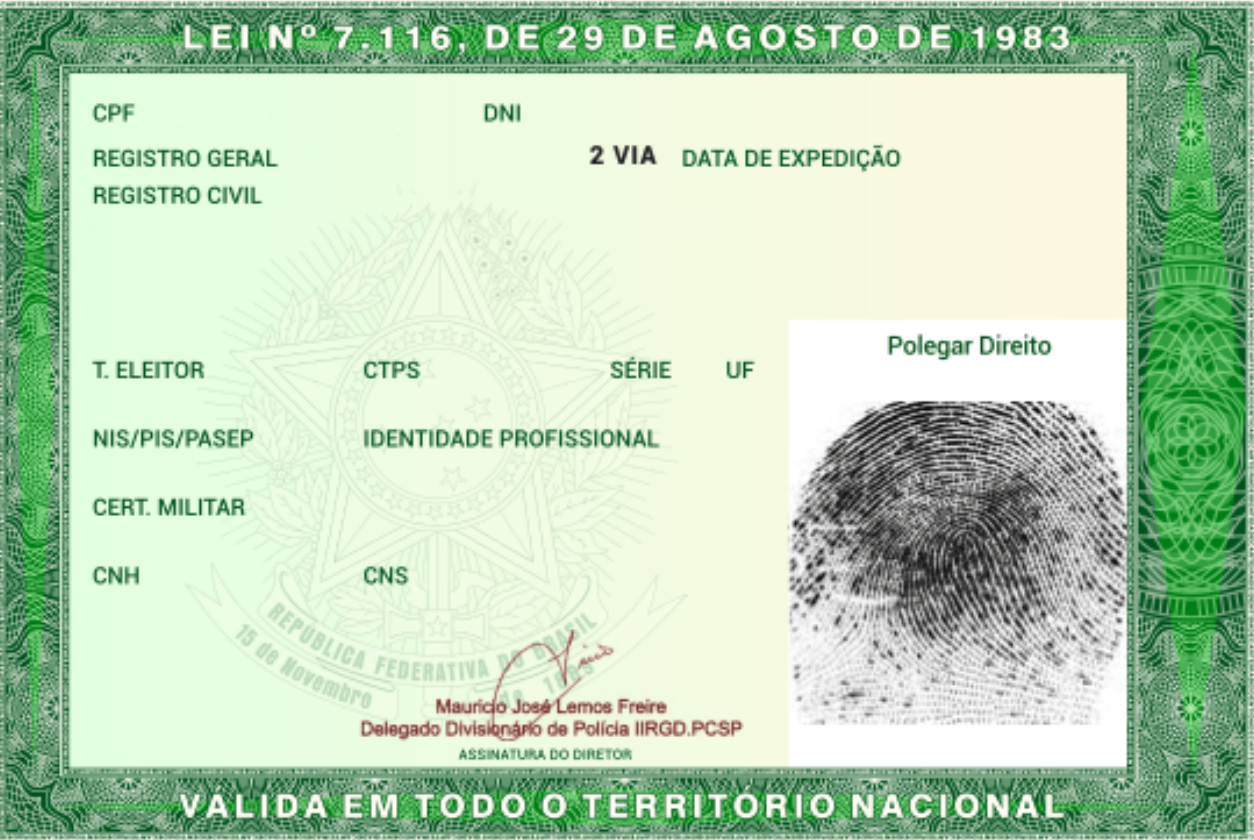 LEI Nº 7.116, DE 29 DE AGOSTO DE 1983
CPF DNI
REGISTRO GERAL 2 VIA DATA DE EXPEDIÇÃO
REGISTRO CIVIL
Polegar Direito
T. ELEITOR CTPS SÉRIE UF
NIS/PIS/PASEP IDENTIDADE PROFISSIONAL
CERT. MILITAR
CNH CNS
REPÚBLICA FEDERATIVA DO BRASIL
15 de Novembro
Mauricio José Lemos Freire
Delegado Divisionário de Polícia IIRGD.PCSP
ASSINATURA DO DIRETOR
VALIDA EM TODO O TERRITÓRIO NACIONAL